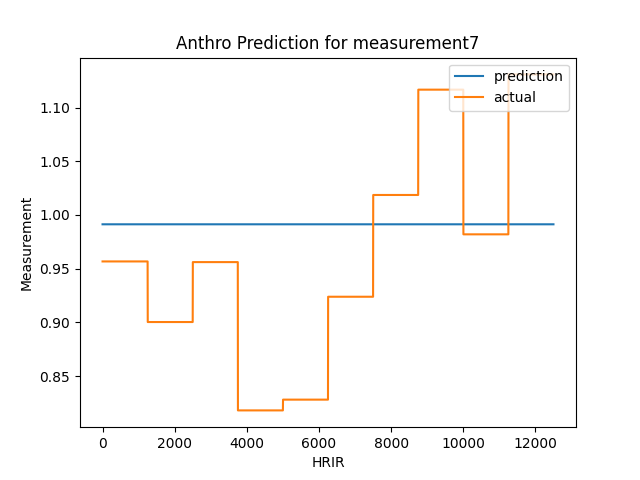 Anthro Prediction for measurement7
prediction
actual
1.10
1.05
1.00
0.95
0.90
0.85
Measurement
0 2000 4000 6000 8000 10000 12000
HRIR